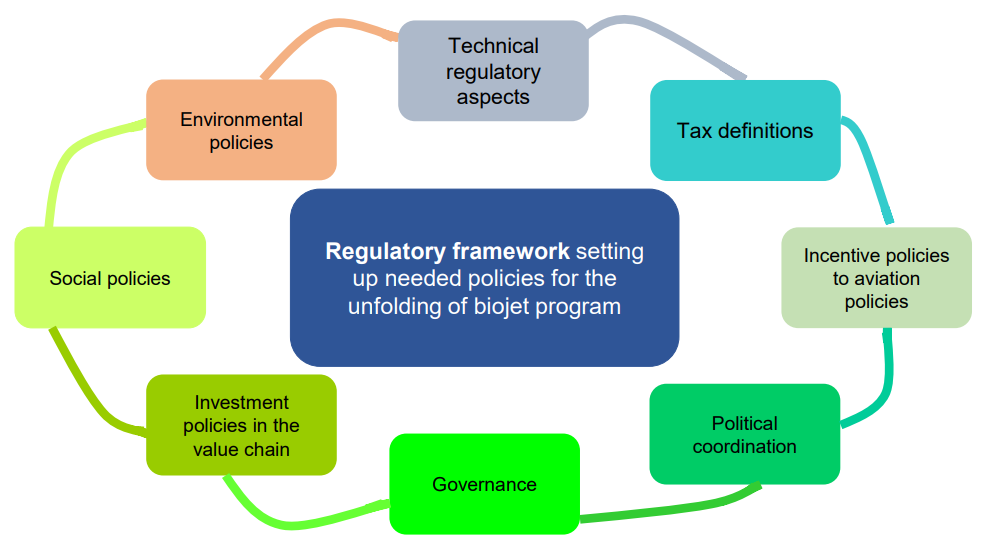 Technical
regulatory
aspects
Environmental
policies
Tax definitions
Regulatory framework setting
up needed policies for the
unfolding of biojet program
Social policies
Incentive policies
to aviation
policies
Investment
policies in the
value chain
Political
coordination
Governance